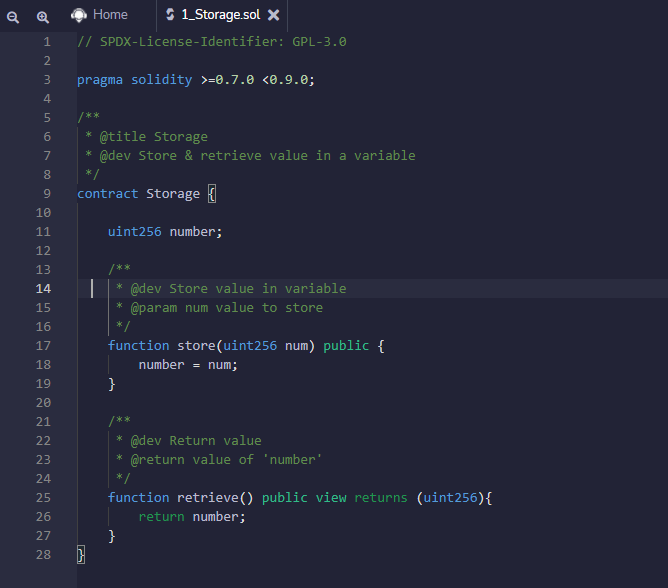 Home 1_Storage.sol
1 // SPDX-License-Identifier: GPL-3.0
2
3 pragma solidity >=0.7.0 <0.9.0;
4
5 /**
6 * @title Storage
7 * @dev Store & retrieve value in a variable
8 */
9 contract Storage {
10
11 uint256 number;
12
13 /**
14 * @dev Store value in variable
15 * @param num value to store
16 */
17 function store(uint256 num) public {
18 number = num;
19 }
20
21 /**
22 * @dev Return value
23 * @return value of 'number'
24 */
25 function retrieve() public view returns (uint256){
26 return number;
27 }
28 }